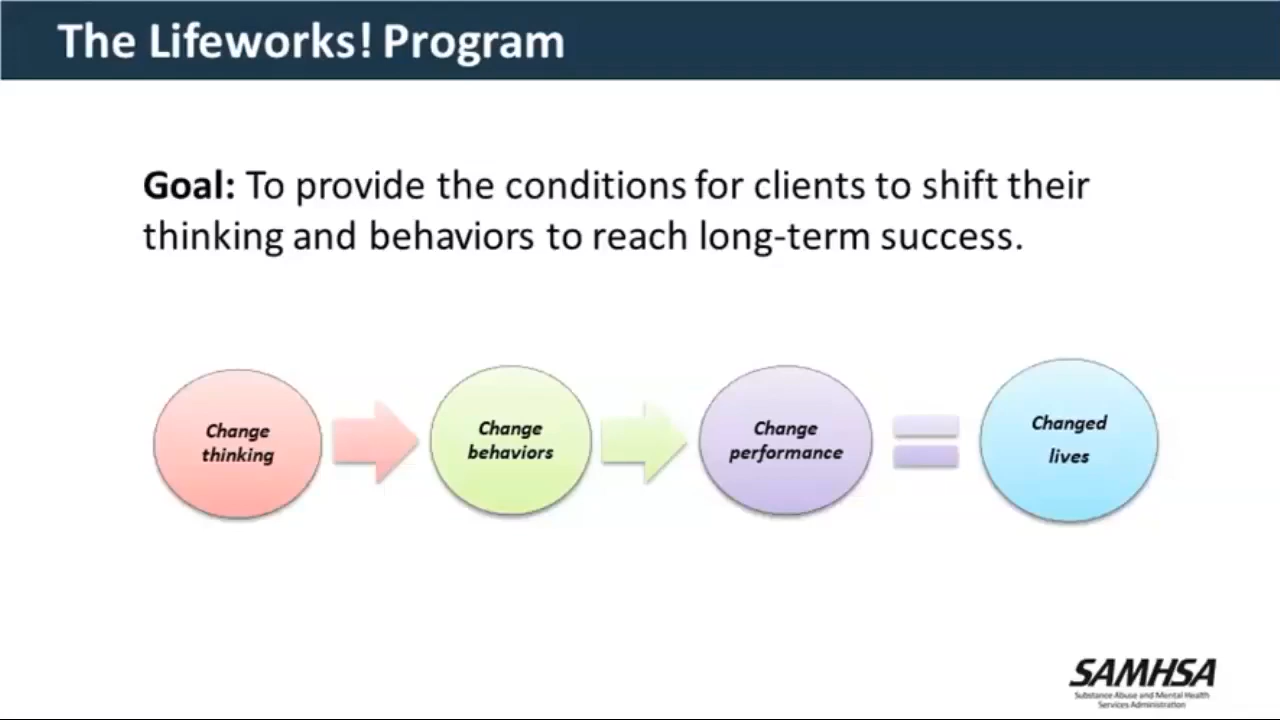 The Lifeworks! Program
Goal: To provide the conditions for clients to shift their
thinking and behaviors to reach long-term success.
Change
thinking
Change
behaviors
Change
performance
Changed
lives
SAMHSA
Substance Abuse and Mental Health
Services Administration